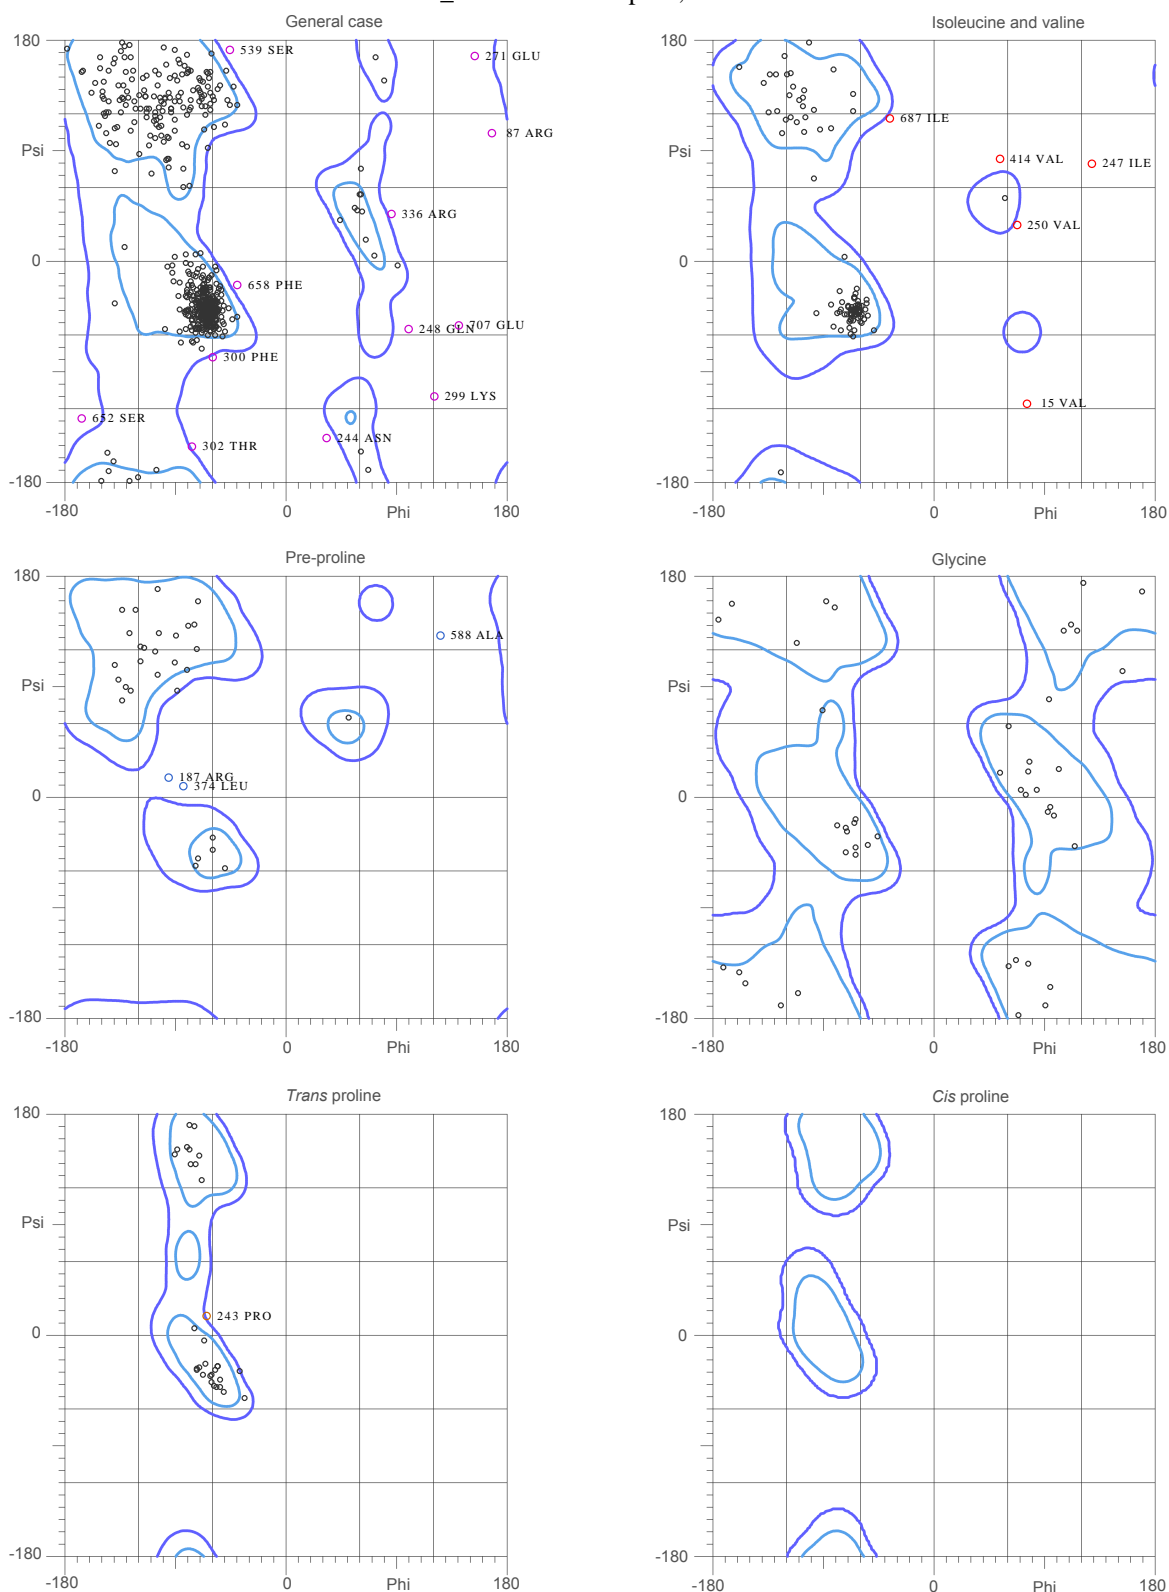 General case
180
539 SER
271 GLU
87 ARG
Psi
336 ARG
0
658 PHE
248 GLN
707 GLU
300 PHE
299 LYS
652 SER
244 ASN
302 THR
-180
-180
0
Phi
180
Isoleucine and valine
180
687 ILE
Psi
414 VAL
247 ILE
250 VAL
0
15 VAL
-180
-180
0
Phi
180
Pre-proline
180
588 ALA
Psi
187 ARG
374 LEU
0
-180
-180
0
Phi
180
Glycine
180
Psi
0
-180
-180
0
Phi
180
Trans proline
180
Psi
243 PRO
0
-180
-180
0
Phi
180
Cis proline
180
Psi
0
-180
-180
0
Phi
180